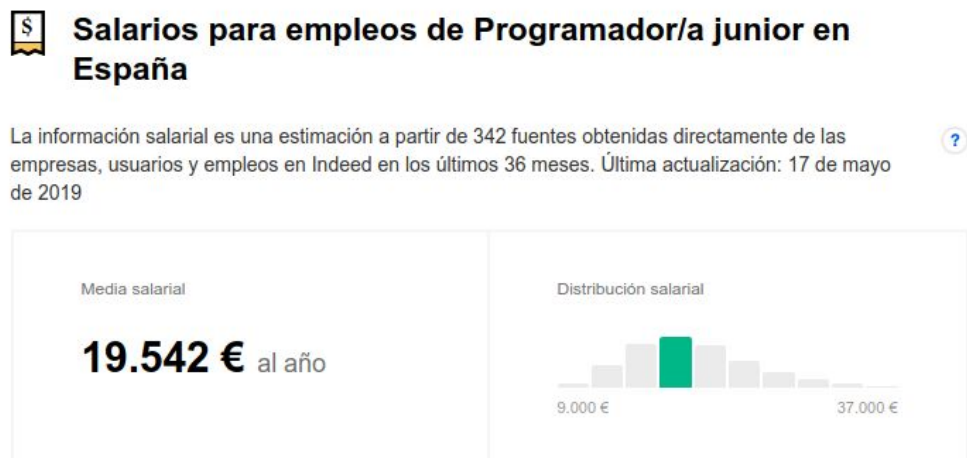 $
Salarios para empleos de Programador/a junior en
España
La información salarial es una estimación a partir de 342 fuentes obtenidas directamente de las
empresas, usuarios y empleos en Indeed en los últimos 36 meses. Última actualización: 17 de mayo
de 2019
?
Media salarial
19.542 € al año
Distribución salarial
9.000 €
37.000 €